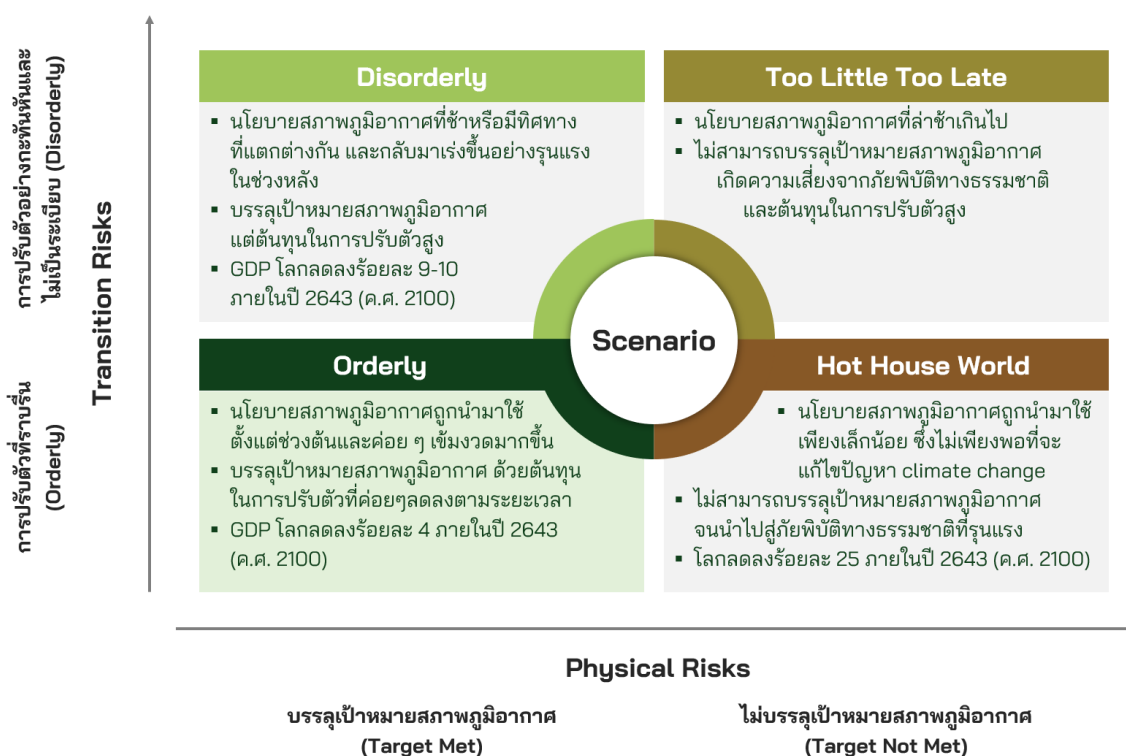 การปรับตัวอย่างกะทันหันและ
ไม่เป็นระเบียบ (Disorderly)
Transition Risks
การปรับตัวที่ราบรื่น
(Orderly)
Disorderly
▪ นโยบายสภาพภูมิอากาศที่ช้าหรือมีทิศทาง
ที่แตกต่างกัน และกลับมาเร่งขึ้นอย่างรุนแรง
ในช่วงหลัง
▪ บรรลุเป้าหมายสภาพภูมิอากาศ
แต่ต้นทุนในการปรับตัวสูง
▪ GDP โลกลดลงร้อยละ 9-10
ภายในปี 2643 (ค.ศ. 2100)
Too Little Too Late
▪ นโยบายสภาพภูมิอากาศที่ล่าช้าเกินไป
▪ ไม่สามารถบรรลุเป้าหมายสภาพภูมิอากาศ
เกิดความเสี่ยงจากภัยพิบัติทางธรรมชาติ
และต้นทุนในการปรับตัวสูง
Scenario
Orderly
▪ นโยบายสภาพภูมิอากาศถูกนำมาใช้
ตั้งแต่ช่วงต้นและค่อย ๆ เข้มงวดมากขึ้น
▪ บรรลุเป้าหมายสภาพภูมิอากาศ ด้วยต้นทุน
ในการปรับตัวที่ค่อยๆลดลงตามระยะเวลา
▪ GDP โลกลดลงร้อยละ 4 ภายในปี 2643
(ค.ศ. 2100)
Hot House World
▪ นโยบายสภาพภูมิอากาศถูกนำมาใช้
เพียงเล็กน้อย ซึ่งไม่เพียงพอที่จะ
แก้ไขปัญหา climate change
▪ ไม่สามารถบรรลุเป้าหมายสภาพภูมิอากาศ
จนนำไปสู่ภัยพิบัติทางธรรมชาติที่รุนแรง
▪ โลกลดลงร้อยละ 25 ภายในปี 2643 (ค.ศ. 2100)
Physical Risks
บรรลุเป้าหมายสภาพภูมิอากาศ
(Target Met)
ไม่บรรลุเป้าหมายสภาพภูมิอากาศ
(Target Not Met)